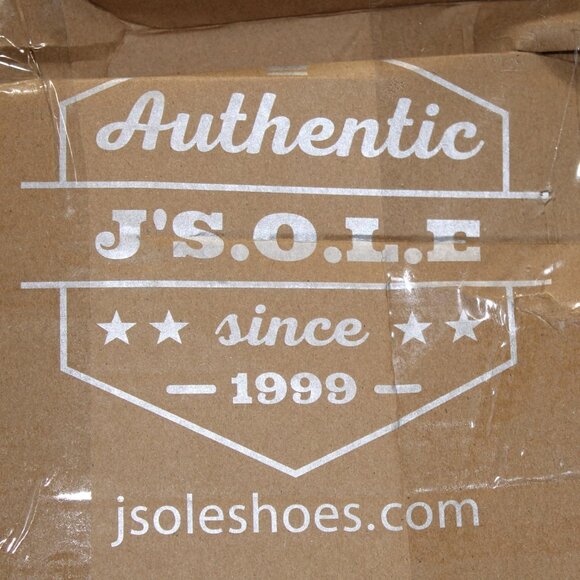 Authentic
J'S.O.L.E
★ ★ since ★ ★
— 1999 —
jsoleshoes.com